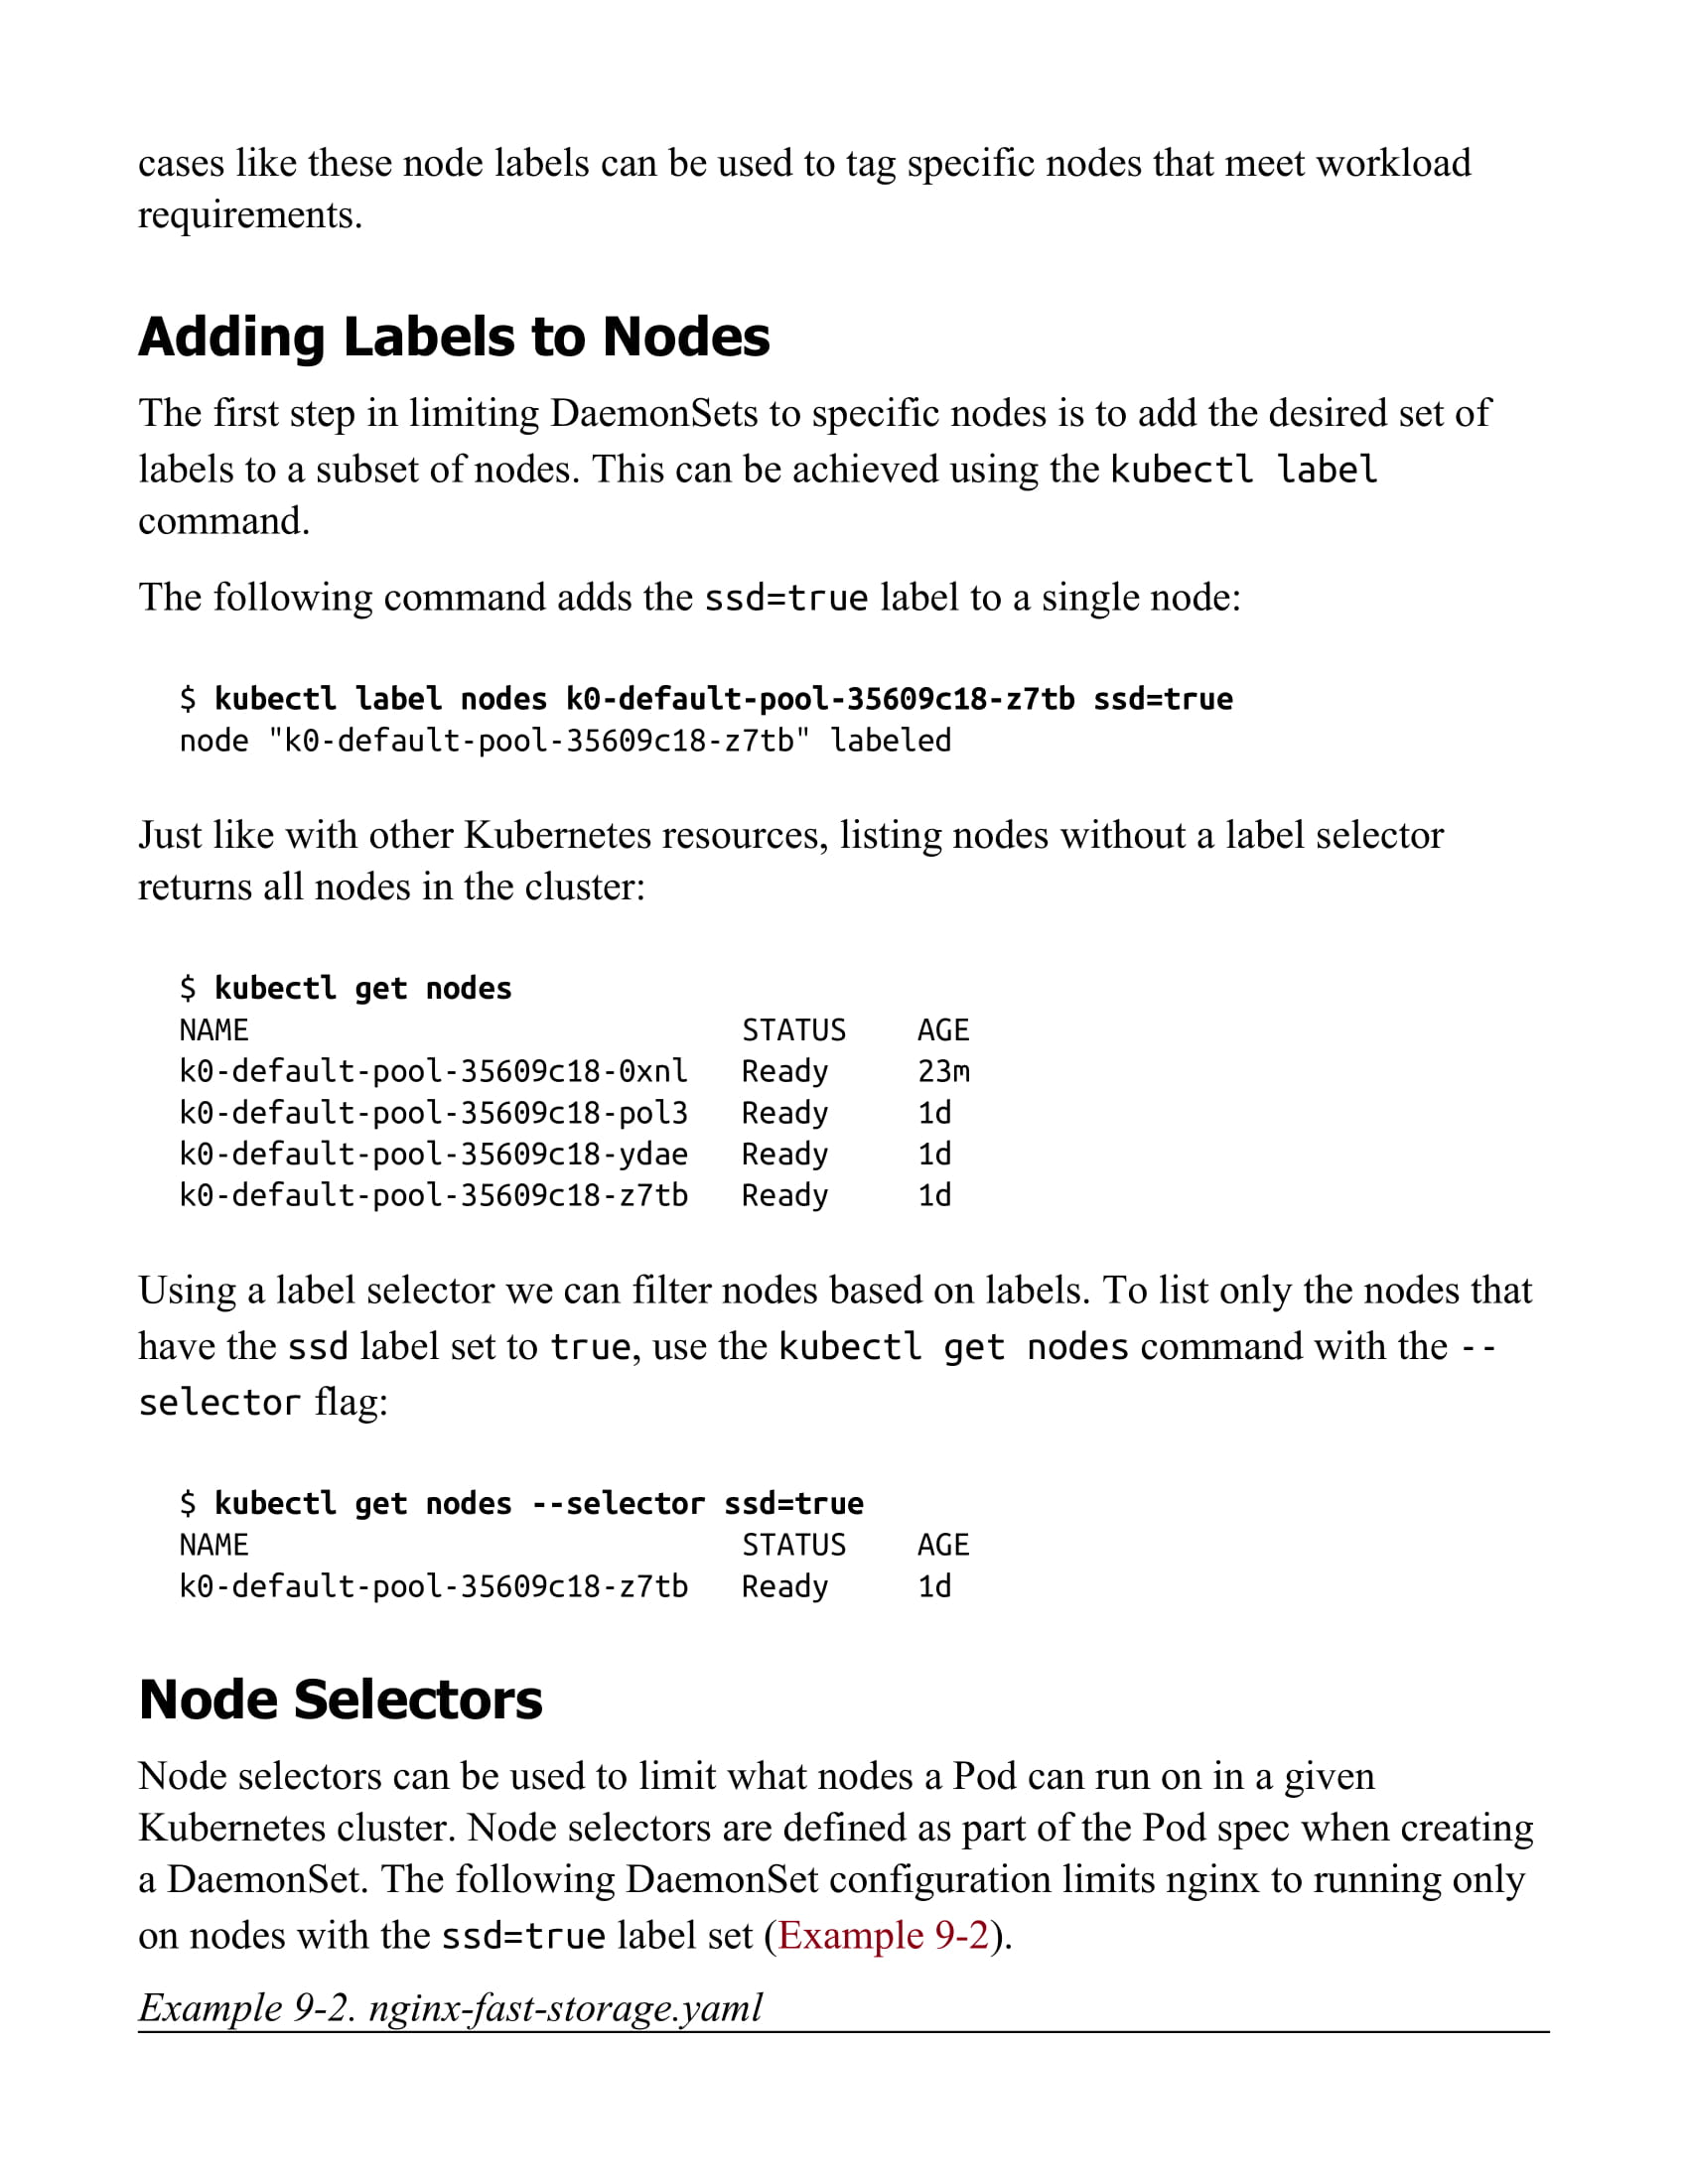 cases like these node labels can be used to tag specific nodes that meet workload
requirements.
Adding Labels to Nodes
The first step in limiting DaemonSets to specific nodes is to add the desired set of
labels to a subset of nodes. This can be achieved using the kubectl label
command.
The following command adds the ssd=true label to a single node:
$ kubectl label nodes k0-default-pool-35609c18-z7tb ssd=true
node "k0-default-pool-35609c18-z7tb" labeled
Just like with other Kubernetes resources, listing nodes without a label selector
returns all nodes in the cluster:
$ kubectl get nodes
NAME                            STATUS    AGE
k0-default-pool-35609c18-0xnl   Ready     23m
k0-default-pool-35609c18-pol3   Ready     1d
k0-default-pool-35609c18-ydae   Ready     1d
k0-default-pool-35609c18-z7tb   Ready     1d
Using a label selector we can filter nodes based on labels. To list only the nodes that
have the ssd label set to true, use the kubectl get nodes command with the --
selector flag:
$ kubectl get nodes --selector ssd=true
NAME                            STATUS    AGE
k0-default-pool-35609c18-z7tb   Ready     1d
Node Selectors
Node selectors can be used to limit what nodes a Pod can run on in a given
Kubernetes cluster. Node selectors are defined as part of the Pod spec when creating
a DaemonSet. The following DaemonSet configuration limits nginx to running only
on nodes with the ssd=true label set (Example 9-2).
Example 9-2. nginx-fast-storage.yaml